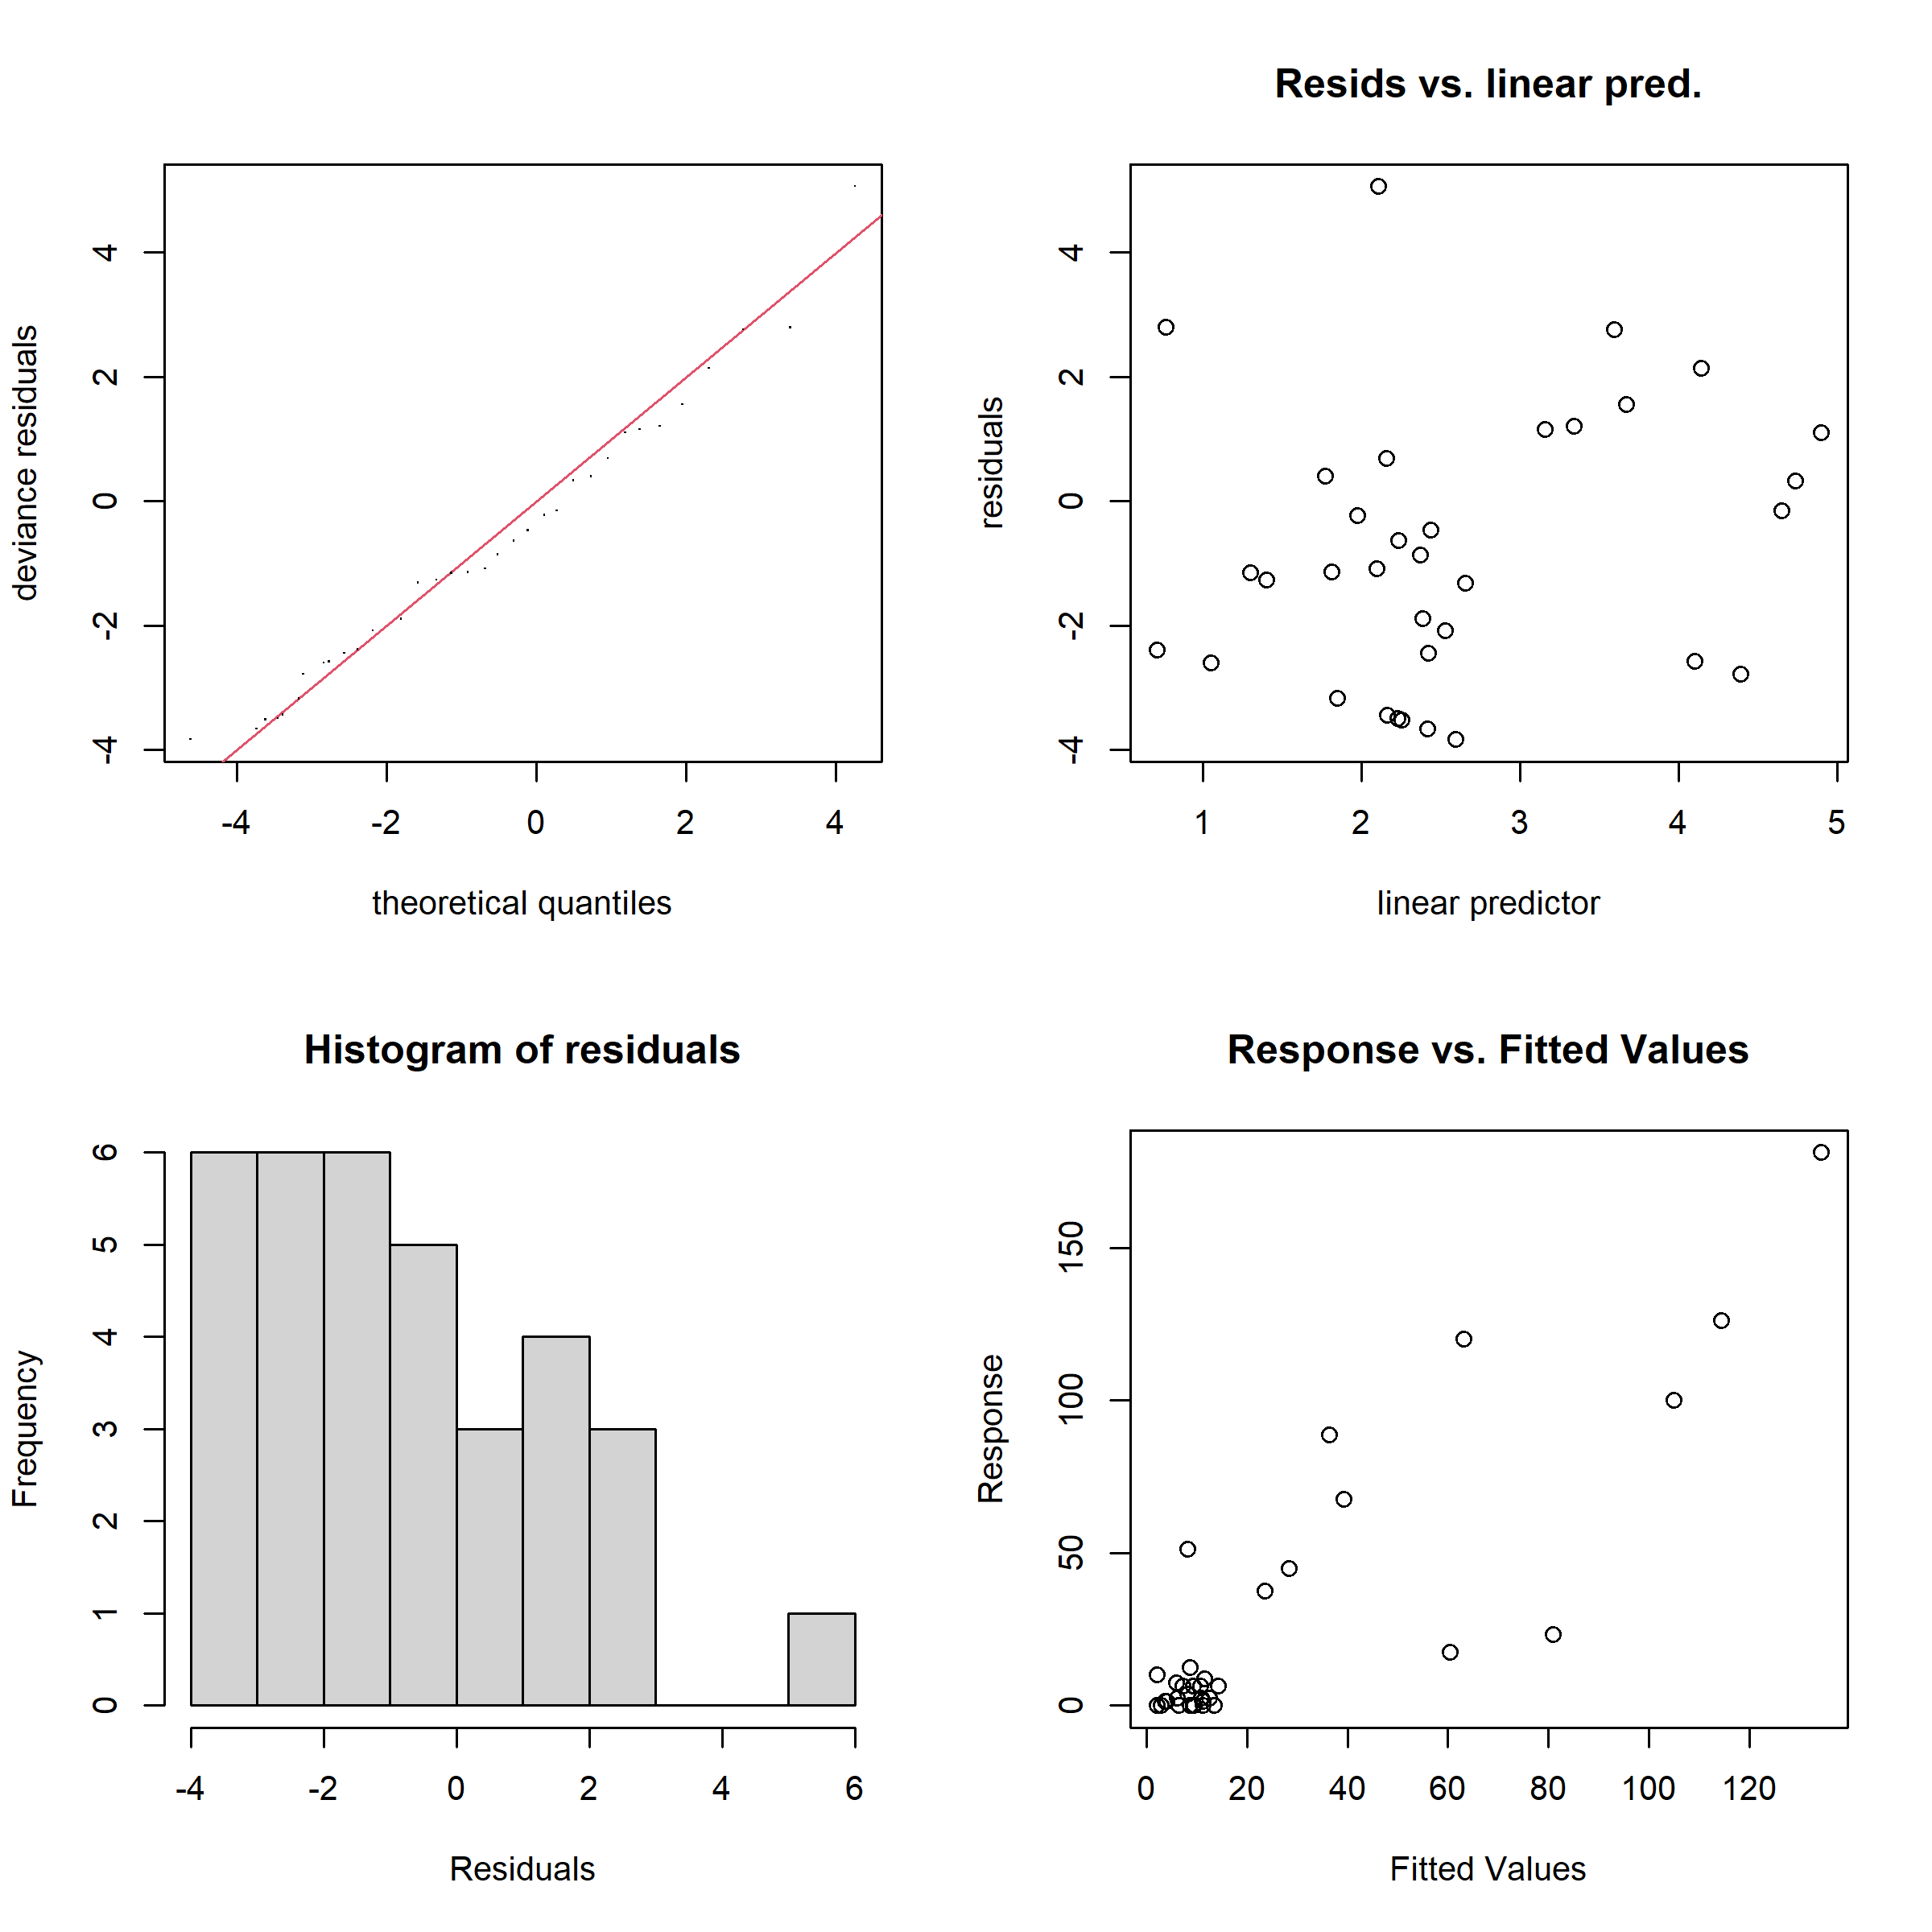 deviance residuals
4
2
0
-2
-4
-4 -2 0 2 4
theoretical quantiles
Resids vs. linear pred.
residuals
4
2
0
-2
-4
1 2 3 4 5
linear predictor
Histogram of residuals
Frequency
6
5
4
3
2
1
0
-4 -2 0 2 4 6
Residuals
Response vs. Fitted Values
Response
150
100
50
0
0 20 40 60 80 100 120
Fitted Values